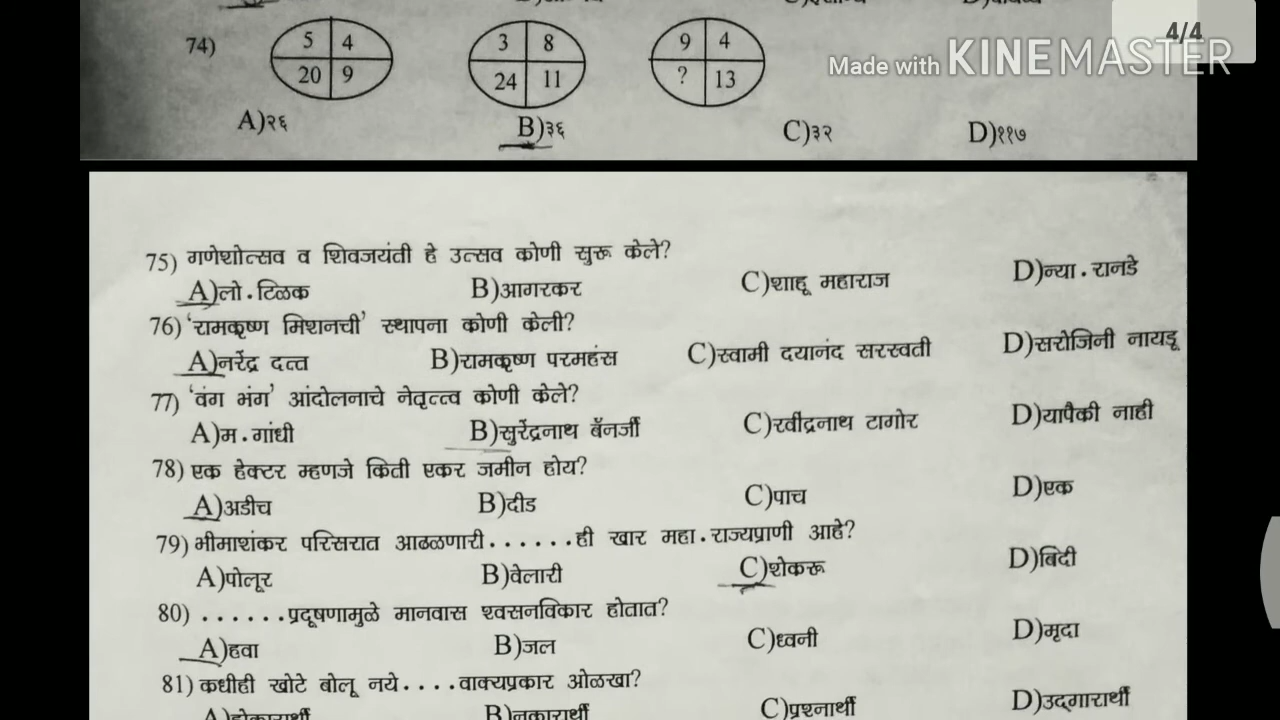 4/4
Made with KINEMASTER
74)
5 4 3 8 9 4
20 9 24 11 ? 13
A)२६ B)३६ C)३२ D)११७
75) गणेशोत्सव व शिवजयंती हे उत्सव कोणी सुरू केले?
A)लो.टिळक B)आगरकर C)शाहू महाराज D)न्या.रानडे
76) 'रामकृष्ण मिशनची' स्थापना कोणी केली?
A)नरेंद्र दत्त B)रामकृष्ण परमहंस C)स्वामी दयानंद सरस्वती D)सरोजिनी नायडू
77) 'वंग भंग' आंदोलनाचे नेतृत्त्व कोणी केले?
A)म.गांधी B)सुरेंद्रनाथ बॅनर्जी C)रवींद्रनाथ टागोर D)यापैकी नाही
78) एक हेक्टर म्हणजे किती एकर जमीन होय?
A)अडीच B)दीड C)पाच D)एक
79) भीमाशंकर परिसरात आढळणारी......ही खार महा.राज्यप्राणी आहे?
A)पोलूर B)वेलारी C)शेकरू D)बिदी
80) ......प्रदूषणामुळे मानवास श्वसनविकार होतात?
A)हवा B)जल C)ध्वनी D)मृदा
81) कधीही खोटे बोलू नये....वाक्यप्रकार ओळखा?
A)होकारार्थी B)नकारार्थी C)प्रश्नार्थी D)उद्गारार्थी